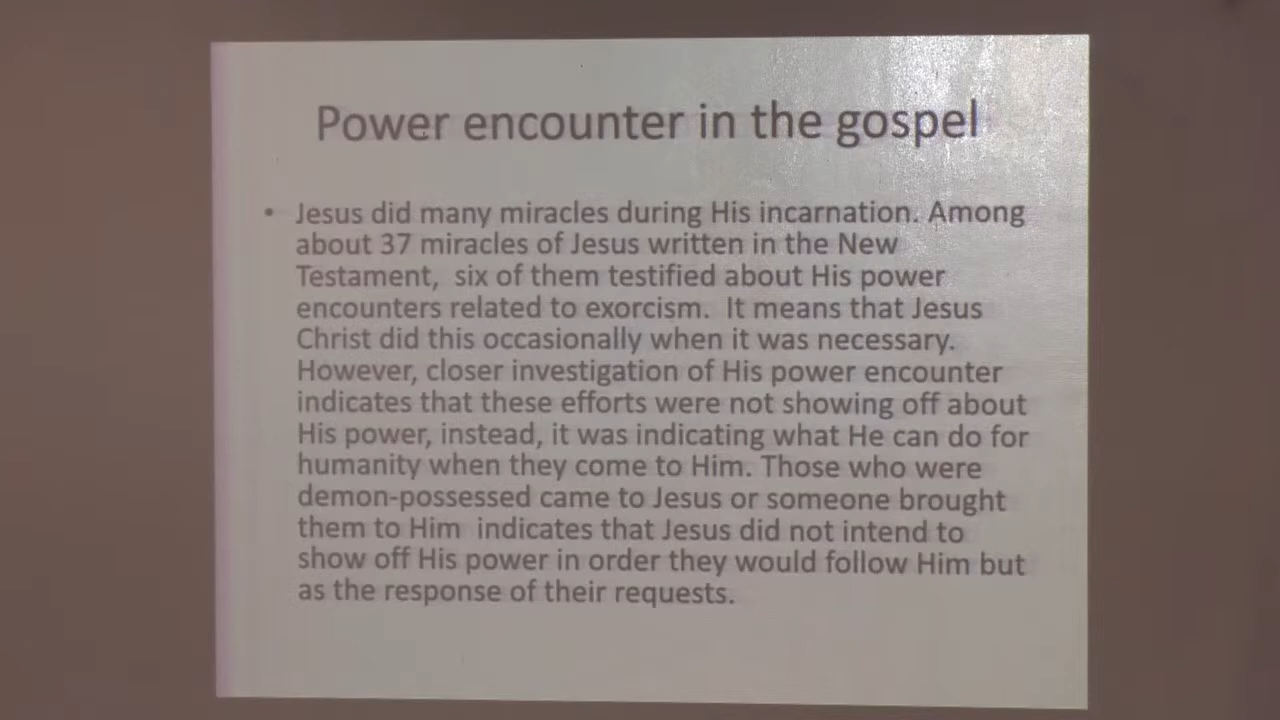 Power encounter in the gospel
• Jesus did many miracles during His incarnation. Among
about 37 miracles of Jesus written in the New
Testament,  six of them testified about His power
encounters related to exorcism.  It means that Jesus
Christ did this occasionally when it was necessary.
However, closer investigation of His power encounter
indicates that these efforts were not showing off about
His power, instead, it was indicating what He can do for
humanity when they come to Him. Those who were
demon-possessed came to Jesus or someone brought
them to Him  indicates that Jesus did not intend to
show off His power in order they would follow Him but
as the response of their requests.